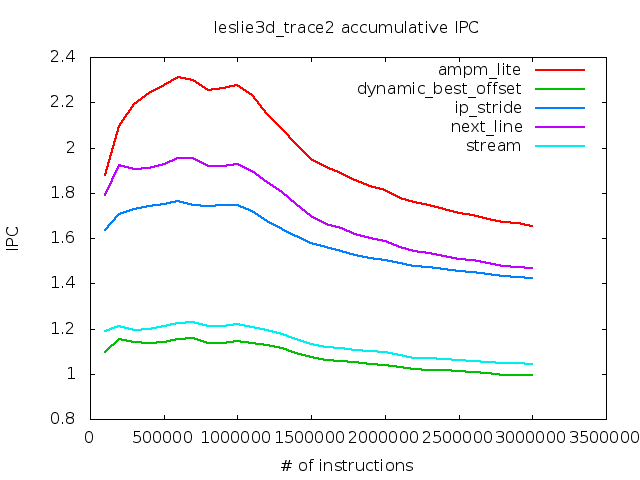 leslie3d_trace2 accumulative IPC
2.4
2.2
2
1.8
1.6
1.4
1.2
1
0.8
IPC
ampm_lite
dynamic_best_offset
ip_stride
next_line
stream
0 500000 1000000 1500000 2000000 2500000 3000000 3500000
# of instructions